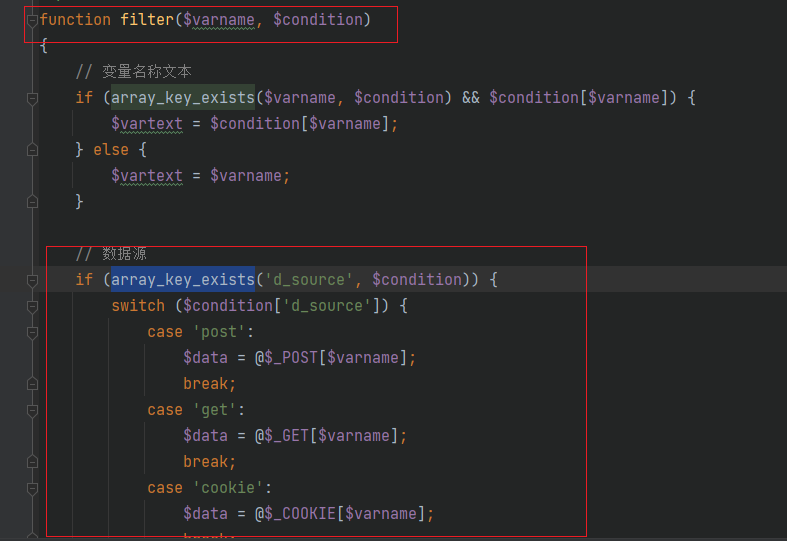 function filter($varname, $condition)
{
// 变量名称文本
if (array_key_exists($varname, $condition) && $condition[$varname]) {
$vartext = $condition[$varname];
} else {
$vartext = $varname;
}
// 数据源
if (array_key_exists('d_source', $condition)) {
switch ($condition['d_source']) {
case 'post':
$data = @$_POST[$varname];
break;
case 'get':
$data = @$_GET[$varname];
break;
case 'cookie':
$data = @$_COOKIE[$varname];